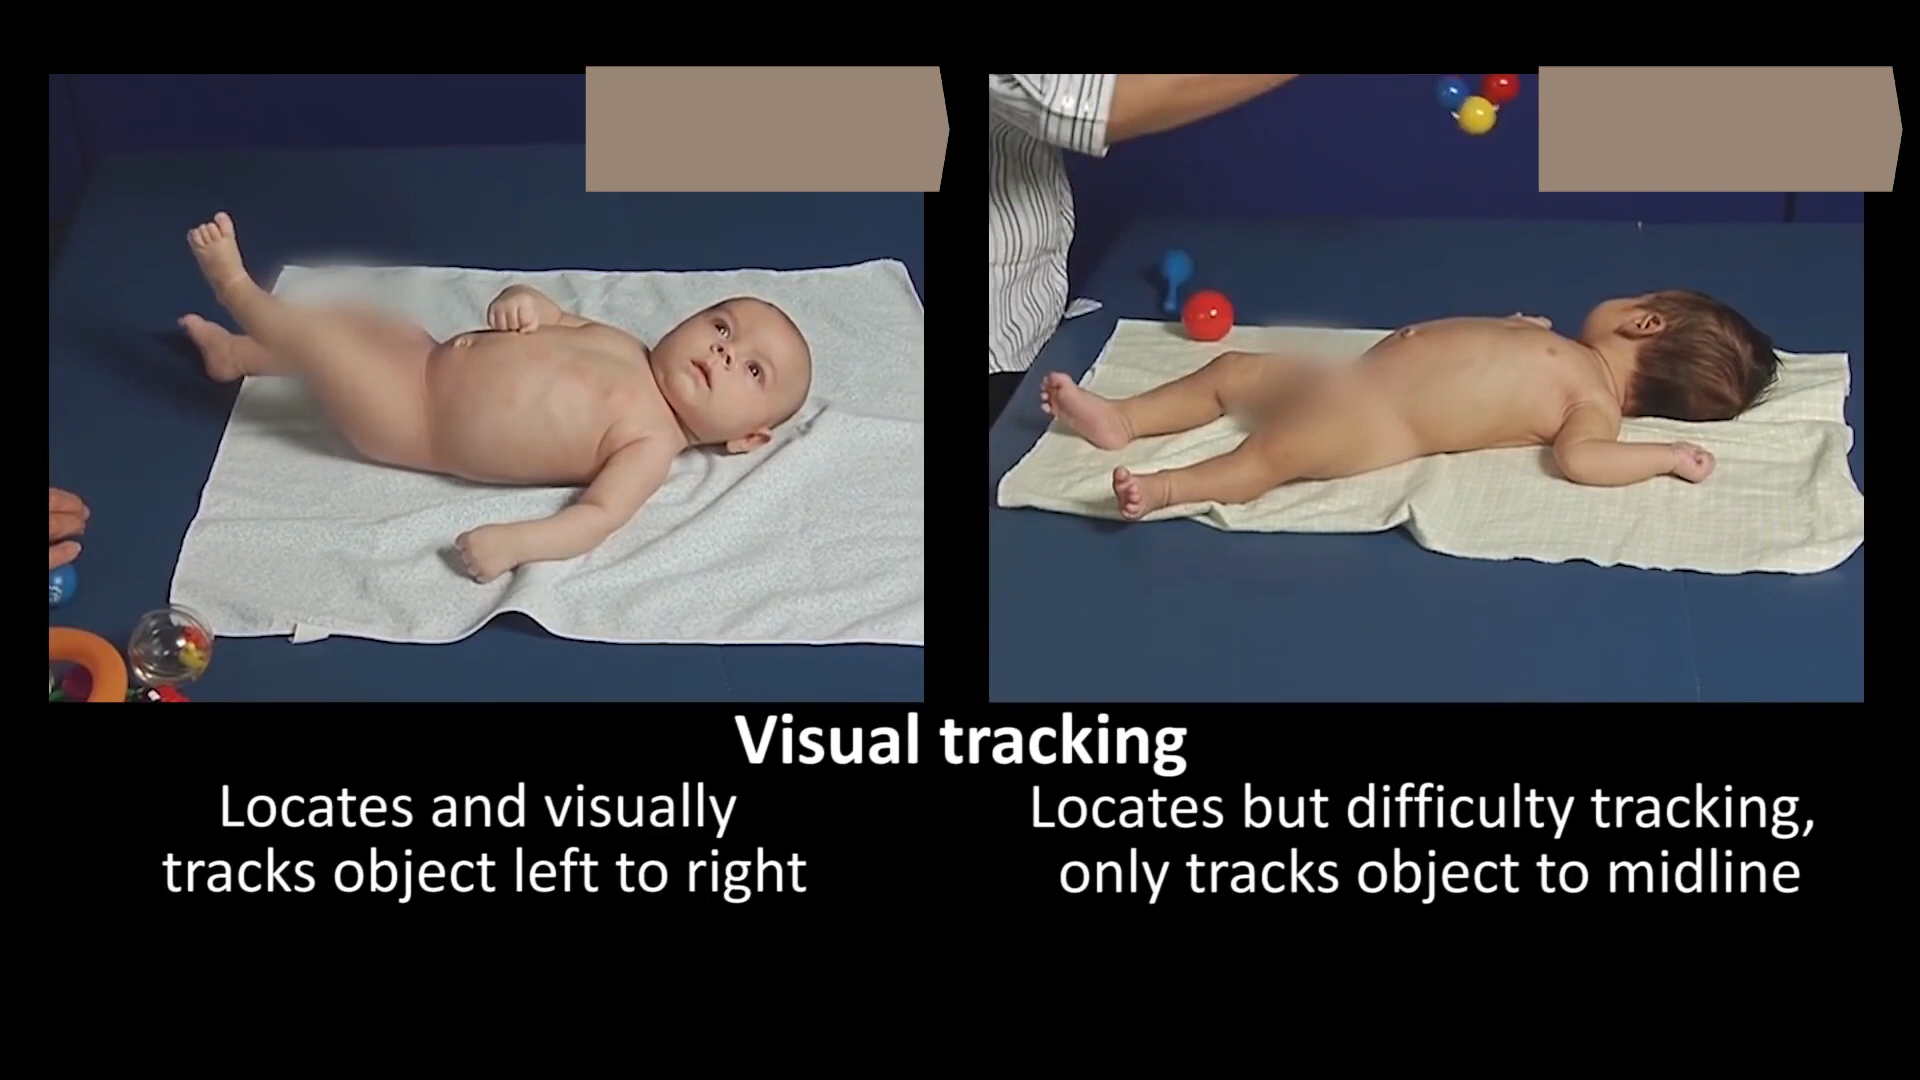 Visual tracking
Locates and visually
tracks object left to right
Locates but difficulty tracking,
only tracks object to midline